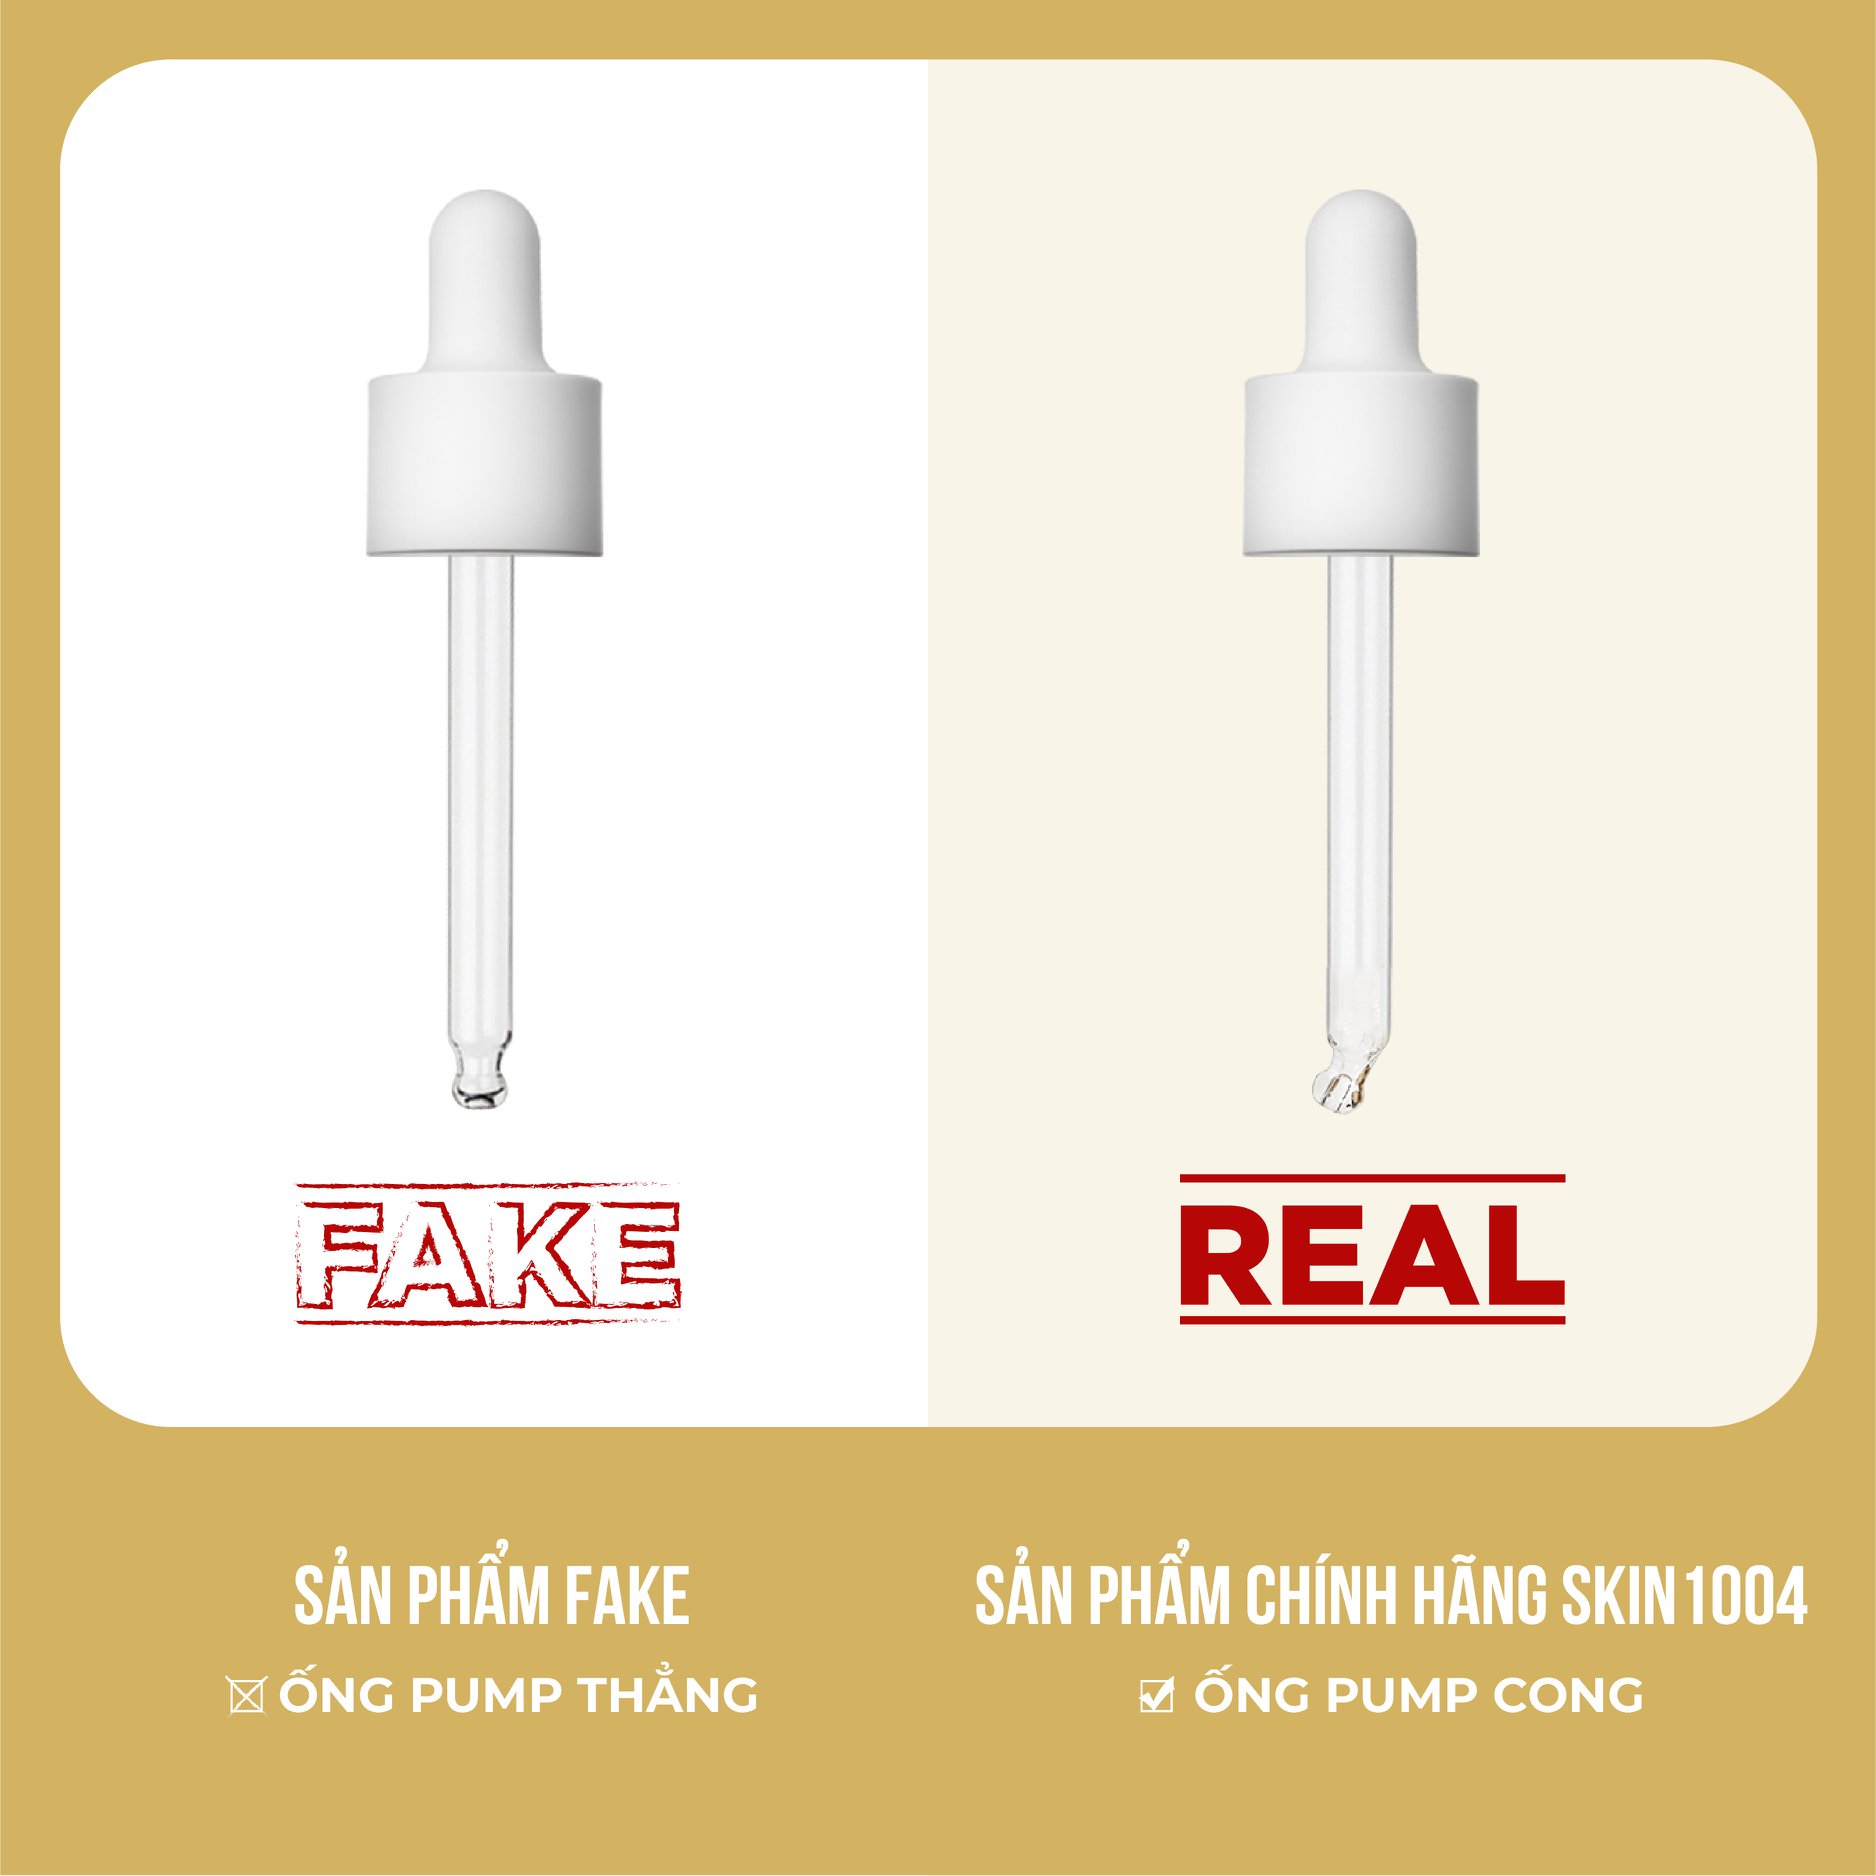 FAKE
REAL
SẢN PHẨM FAKE
ỐNG PUMP THẲNG
SẢN PHẨM CHÍNH HÃNG SKIN1004
ỐNG PUMP CONG